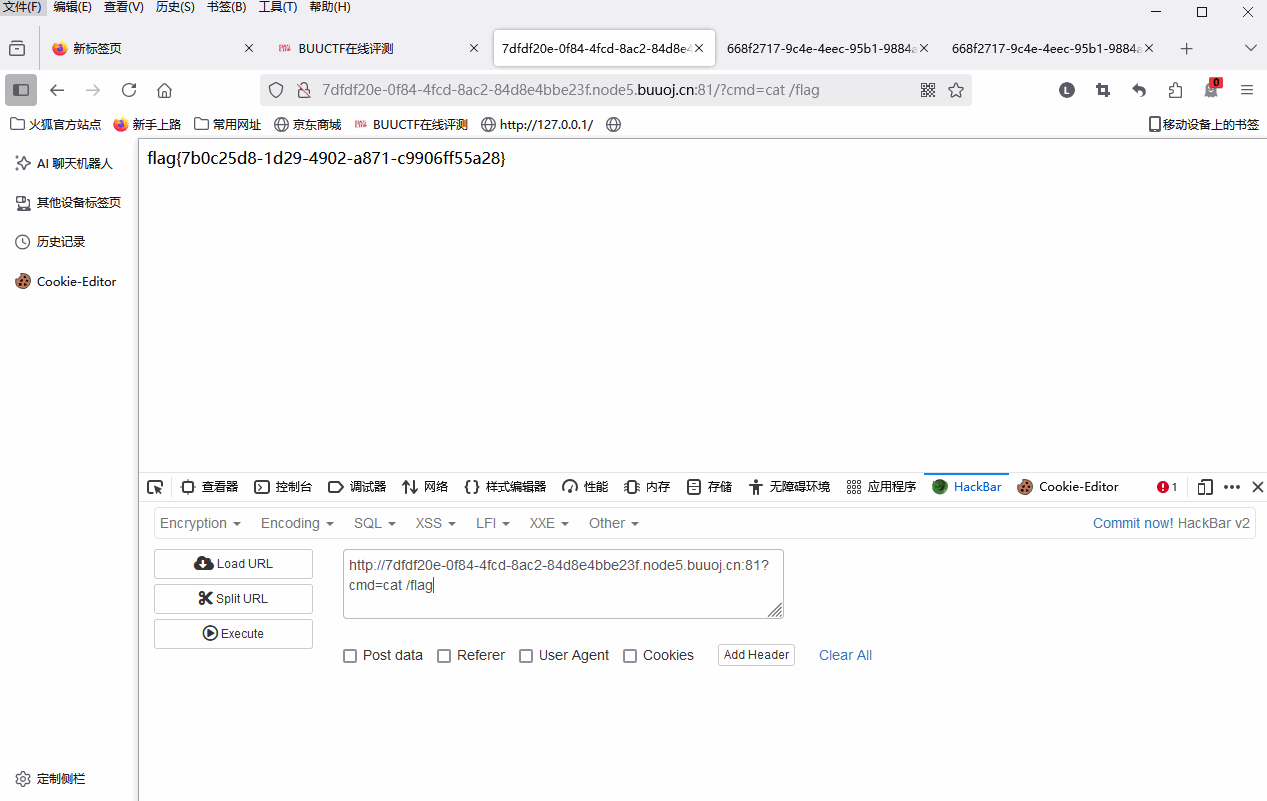 文件(F) 编辑(E) 查看(V) 历史(S) 书签(B) 工具(T) 帮助(H)
新标签页 BUUCTF在线评测 7dfdf20e-0f84-4fcd-8ac2-84d8e4 668f2717-9c4e-4eec-95b1-9884a 668f2717-9c4e-4eec-95b1-9884a
7dfdf20e-0f84-4fcd-8ac2-84d8e4bbe23f.node5.buuoj.cn:81/?cmd=cat /flag L 0
火狐官方站点 新手上路 常用网址 京东商城 BUUCTF在线评测 http://127.0.0.1/ 移动设备上的书签
AI 聊天机器人
其他设备标签页
历史记录
Cookie-Editor
flag{7b0c25d8-1d29-4902-a871-c9906ff55a28}
查看器 控制台 调试器 网络 样式编辑器 性能 内存 存储 无障碍环境 应用程序 HackBar Cookie-Editor 1
Encryption Encoding SQL XSS LFI XXE Other Commit now! HackBar v2
Load URL
Split URL
Execute
http://7dfdf20e-0f84-4fcd-8ac2-84d8e4bbe23f.node5.buuoj.cn:81?
cmd=cat /flag
Post data Referer User Agent Cookies Add Header Clear All
定制侧栏